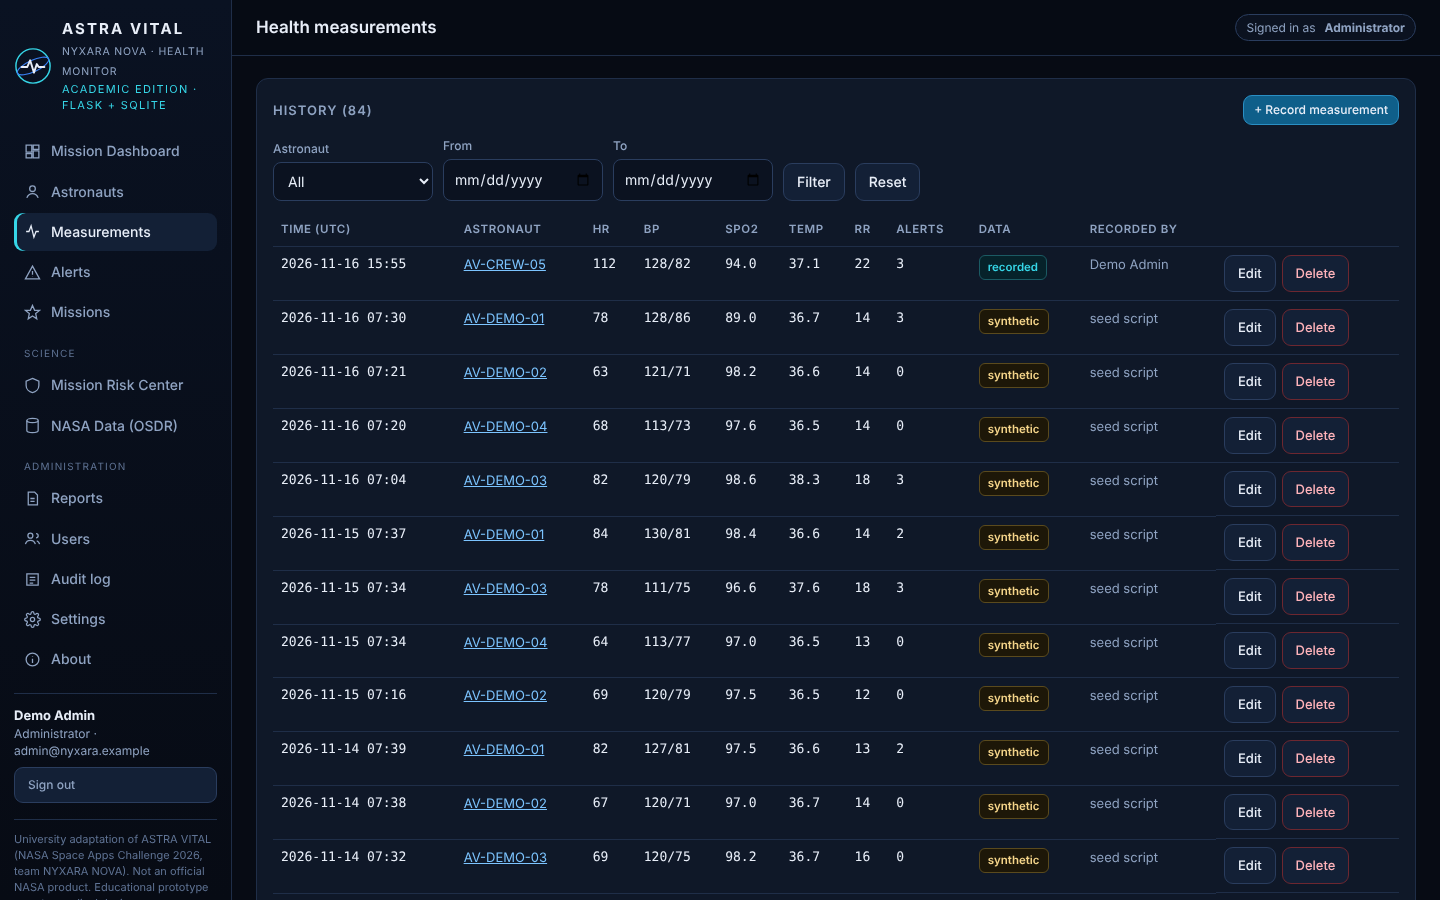 ASTRA VITAL
NYXARA NOVA · HEALTH
MONITOR
ACADEMIC EDITION ·
FLASK + SQLITE
Mission Dashboard
Astronauts
Measurements
Alerts
Missions
SCIENCE
Mission Risk Center
NASA Data (OSDR)
ADMINISTRATION
Reports
Users
Audit log
Settings
About
Demo Admin
Administrator ·
admin@nyxara.example
Sign out
University adaptation of ASTRA VITAL
(NASA Space Apps Challenge 2026,
team NYXARA NOVA). Not an official
NASA product. Educational prototype
Health measurements
Signed in as Administrator
HISTORY (84)
+ Record measurement
Astronaut From To
All mm/dd/yyyy mm/dd/yyyy Filter Reset
TIME (UTC) ASTRONAUT HR BP SPO2 TEMP RR ALERTS DATA RECORDED BY
2026-11-16 15:55 AV-CREW-05 112 128/82 94.0 37.1 22 3 recorded Demo Admin Edit Delete
2026-11-16 07:30 AV-DEMO-01 78 128/86 89.0 36.7 14 3 synthetic seed script Edit Delete
2026-11-16 07:21 AV-DEMO-02 63 121/71 98.2 36.6 14 0 synthetic seed script Edit Delete
2026-11-16 07:20 AV-DEMO-04 68 113/73 97.6 36.5 14 0 synthetic seed script Edit Delete
2026-11-16 07:04 AV-DEMO-03 82 120/79 98.6 38.3 18 3 synthetic seed script Edit Delete
2026-11-15 07:37 AV-DEMO-01 84 130/81 98.4 36.6 14 2 synthetic seed script Edit Delete
2026-11-15 07:34 AV-DEMO-03 78 111/75 96.6 37.6 18 3 synthetic seed script Edit Delete
2026-11-15 07:34 AV-DEMO-04 64 113/77 97.0 36.5 13 0 synthetic seed script Edit Delete
2026-11-15 07:16 AV-DEMO-02 69 120/79 97.5 36.5 12 0 synthetic seed script Edit Delete
2026-11-14 07:39 AV-DEMO-01 82 127/81 97.5 36.6 13 2 synthetic seed script Edit Delete
2026-11-14 07:38 AV-DEMO-02 67 120/71 97.0 36.7 14 0 synthetic seed script Edit Delete
2026-11-14 07:32 AV-DEMO-03 69 120/75 98.2 36.7 16 0 synthetic seed script Edit Delete